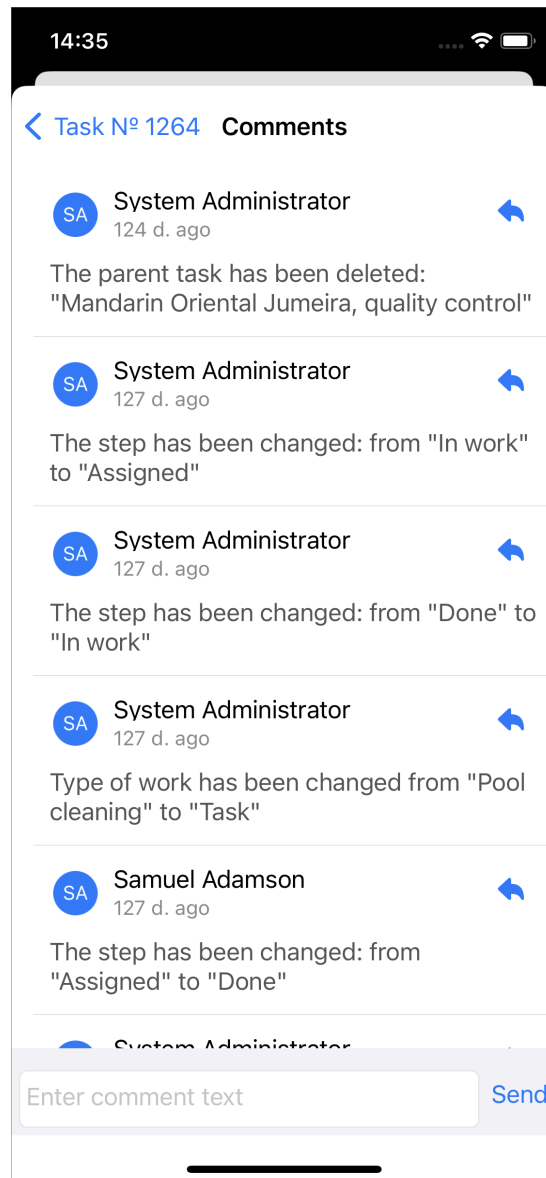 14:35
Task Nº 1264 Comments
SA System Administrator
124 d. ago
The parent task has been deleted:
"Mandarin Oriental Jumeira, quality control"
SA System Administrator
127 d. ago
The step has been changed: from "In work"
to "Assigned"
SA System Administrator
127 d. ago
The step has been changed: from "Done" to
"In work"
SA System Administrator
127 d. ago
Type of work has been changed from "Pool
cleaning" to "Task"
SA Samuel Adamson
127 d. ago
The step has been changed: from
"Assigned" to "Done"
System Administrator
Enter comment text
Send